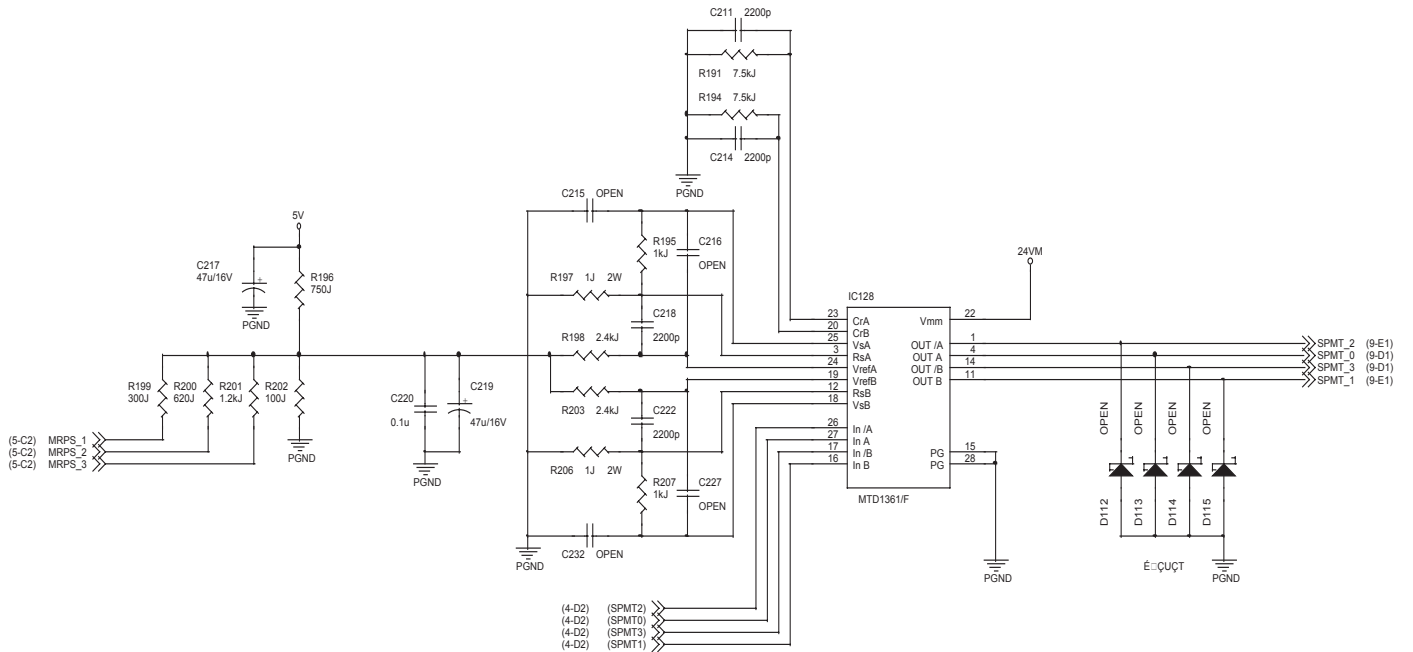 C211 2200p
R191 7.5kJ
R194 7.5kJ
C214 2200p
PGND
C215 OPEN
5V
R195
1kJ
C216
OPEN
C217
47u/16V
R196
750J
24VM
R197 1J 2W
PGND
IC128
C218
2200p
23 CrA Vmm 22
20 CrB
25 VsA OUT /A 1
3 RsA OUT A 4
24 VrefA OUT /B 14
19 VrefB OUT B 11
12 RsB
18 VsB
26 In /A
27 In A
17 In /B PG 15
16 In B PG 28
MTD1361/F
SPMT_2 (9-E1)
SPMT_0 (9-D1)
SPMT_3 (9-D1)
SPMT_1 (9-E1)
R198 2.4kJ
R199
300J
R200
620J
R201
1.2kJ
R202
100J
C220
0.1u
C219
47u/16V
R203 2.4kJ
C222
2200p
OPEN
OPEN
OPEN
OPEN
(5-C2) MRPS_1
(5-C2) MRPS_2
(5-C2) MRPS_3
PGND
PGND
R206 1J 2W
R207
1kJ
C227
OPEN
D112
D113
D114
D115
PGND
C232 OPEN
PGND
É□ÇUÇT
PGND
(4-D2) (SPMT2)
(4-D2) (SPMT0)
(4-D2) (SPMT3)
(4-D2) (SPMT1)